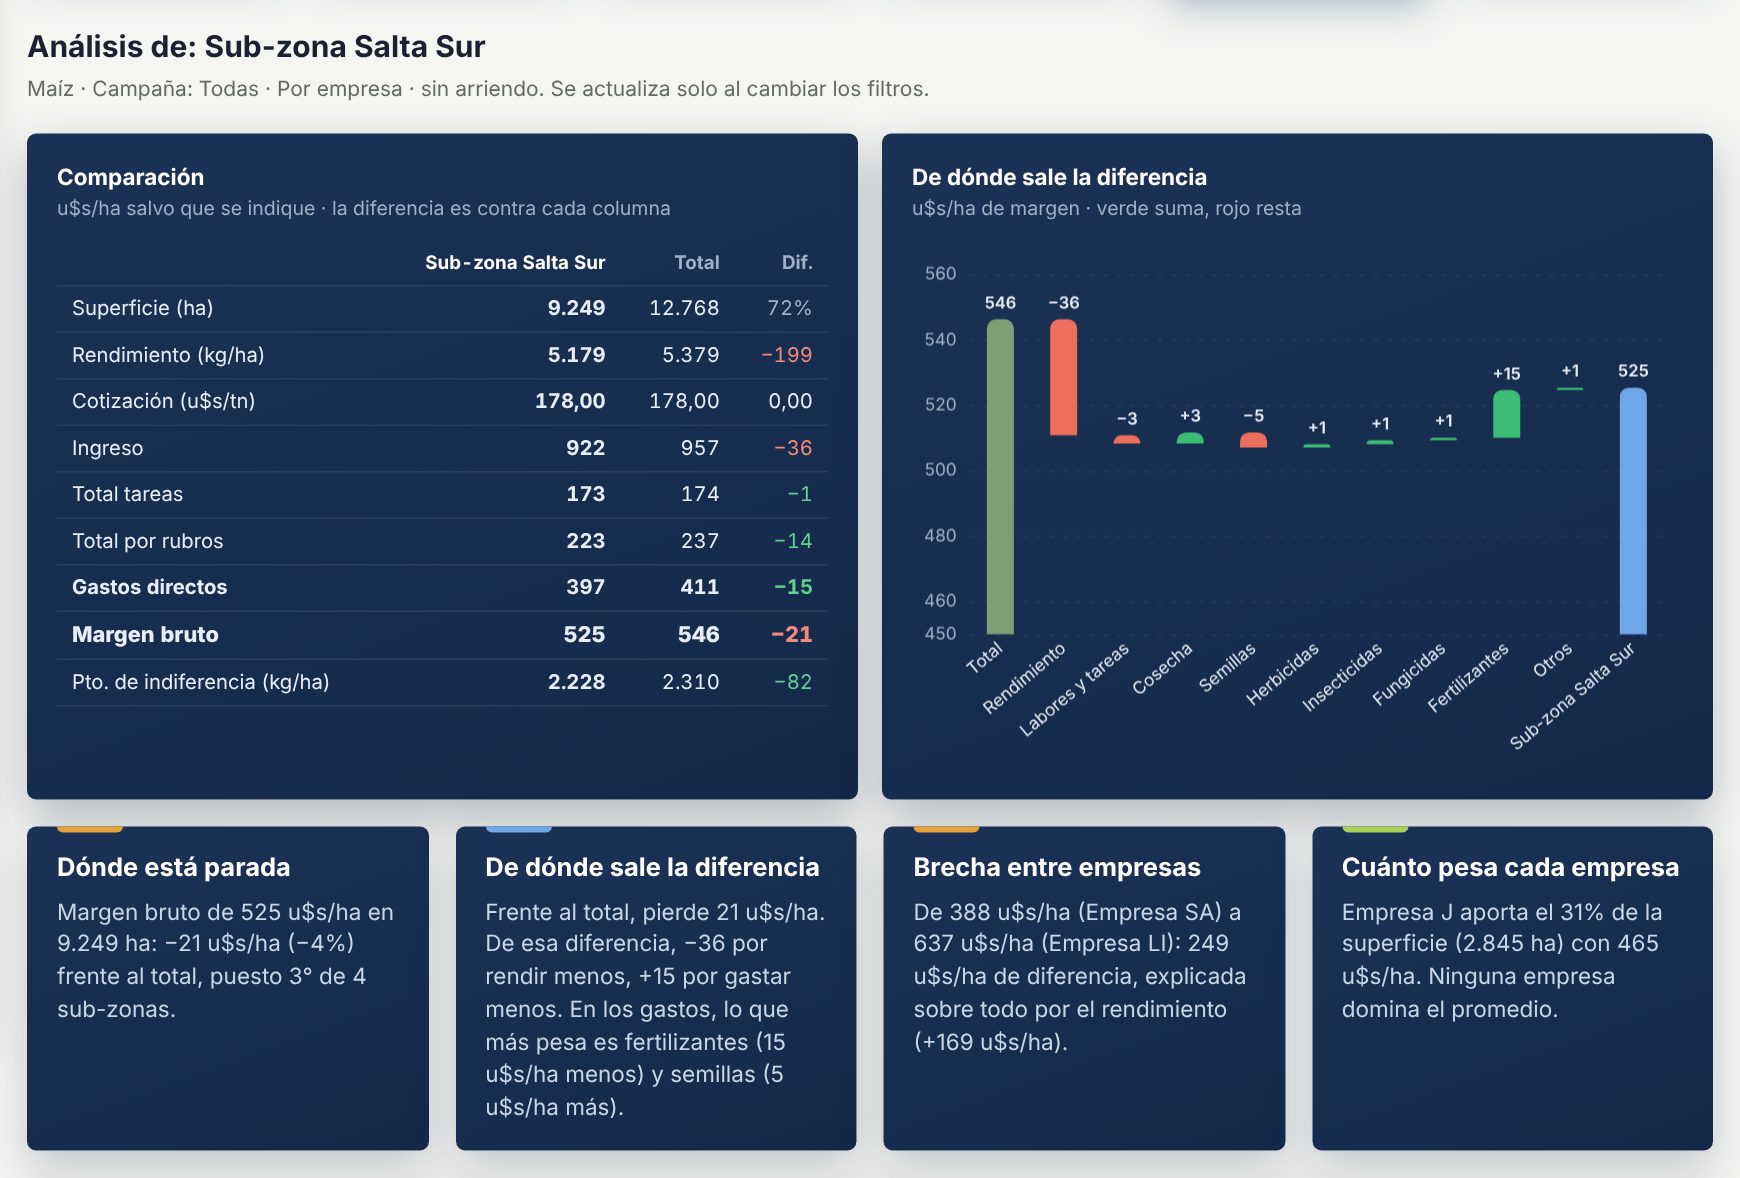 Análisis de: Sub-zona Salta Sur
Maíz · Campaña: Todas · Por empresa · sin arriendo. Se actualiza solo al cambiar los filtros.
Comparación
u$s/ha salvo que se indique · la diferencia es contra cada columna
Sub-zona Salta Sur Total Dif.
Superficie (ha) 9.249 12.768 72%
Rendimiento (kg/ha) 5.179 5.379 −199
Cotización (u$s/tn) 178,00 178,00 0,00
Ingreso 922 957 −36
Total tareas 173 174 −1
Total por rubros 223 237 −14
Gastos directos 397 411 −15
Margen bruto 525 546 −21
Pto. de indiferencia (kg/ha) 2.228 2.310 −82
De dónde sale la diferencia
u$s/ha de margen · verde suma, rojo resta
560
540
520
500
480
460
450
546 −36 −3 +3 −5 +1 +1 +1 +15 +1 525
Total
Rendimiento
Labores y tareas
Cosecha
Semillas
Herbicidas
Insecticidas
Fungicidas
Fertilizantes
Otros
Sub-zona Salta Sur
Dónde está parada
Margen bruto de 525 u$s/ha en
9.249 ha: −21 u$s/ha (−4%)
frente al total, puesto 3° de 4
sub-zonas.
De dónde sale la diferencia
Frente al total, pierde 21 u$s/ha.
De esa diferencia, −36 por
rendir menos, +15 por gastar
menos. En los gastos, lo que
más pesa es fertilizantes (15
u$s/ha menos) y semillas (5
u$s/ha más).
Brecha entre empresas
De 388 u$s/ha (Empresa SA) a
637 u$s/ha (Empresa LI): 249
u$s/ha de diferencia, explicada
sobre todo por el rendimiento
(+169 u$s/ha).
Cuánto pesa cada empresa
Empresa J aporta el 31% de la
superficie (2.845 ha) con 465
u$s/ha. Ninguna empresa
domina el promedio.